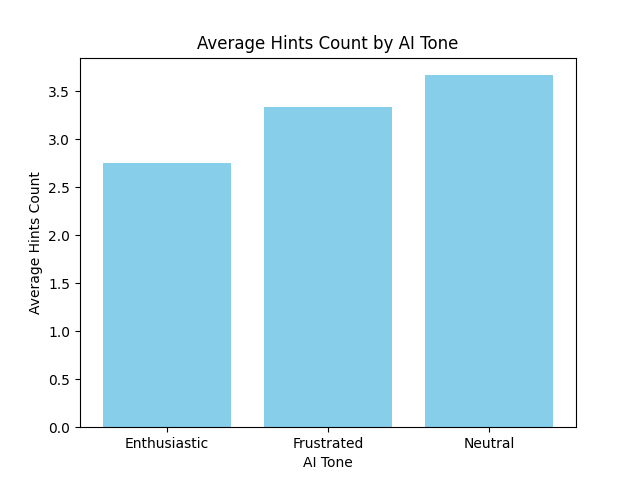 Average Hints Count by AI Tone
Average Hints Count
3.5
3.0
2.5
2.0
1.5
1.0
0.5
0.0
Enthusiastic
Frustrated
Neutral
AI Tone